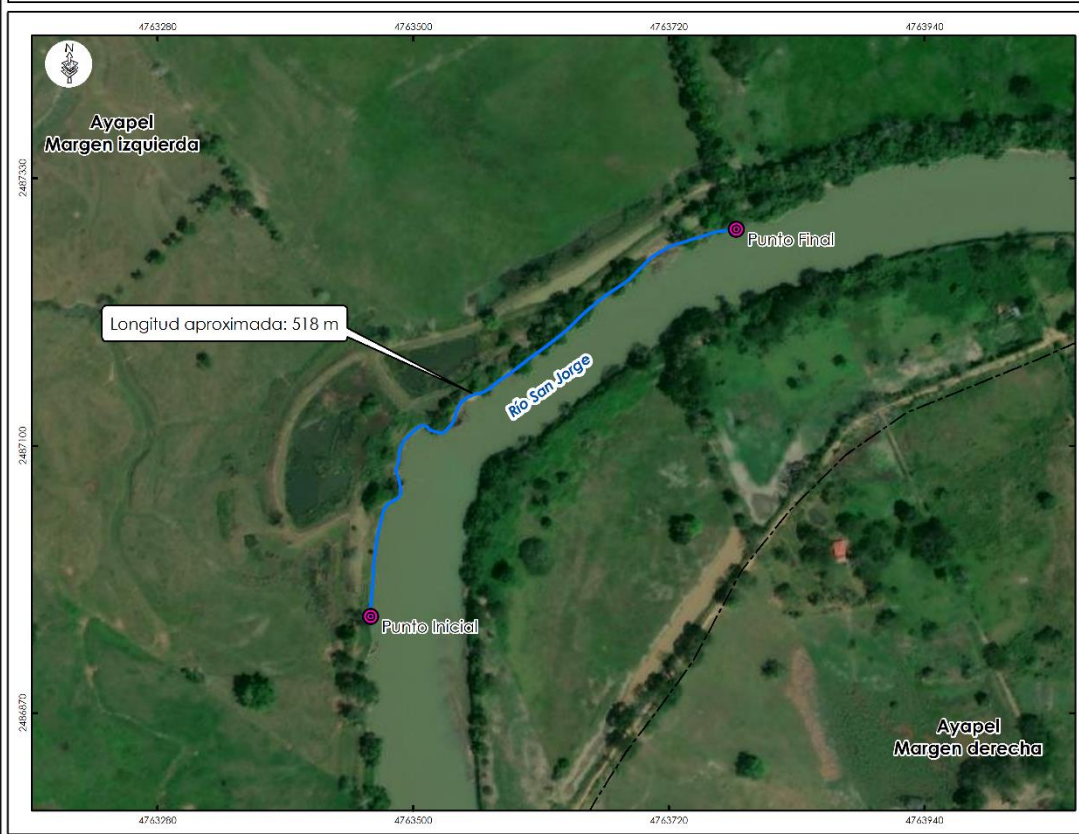 4763280
4763500
4763720
4763940
N
Ayapel
Margen izquierda
2487330
Punto Final
Longitud aproximada: 518 m
Río San Jorge
2487100
Punto Inicial
2486870
Ayapel
Margen derecha
4763280
4763500
4763720
4763940